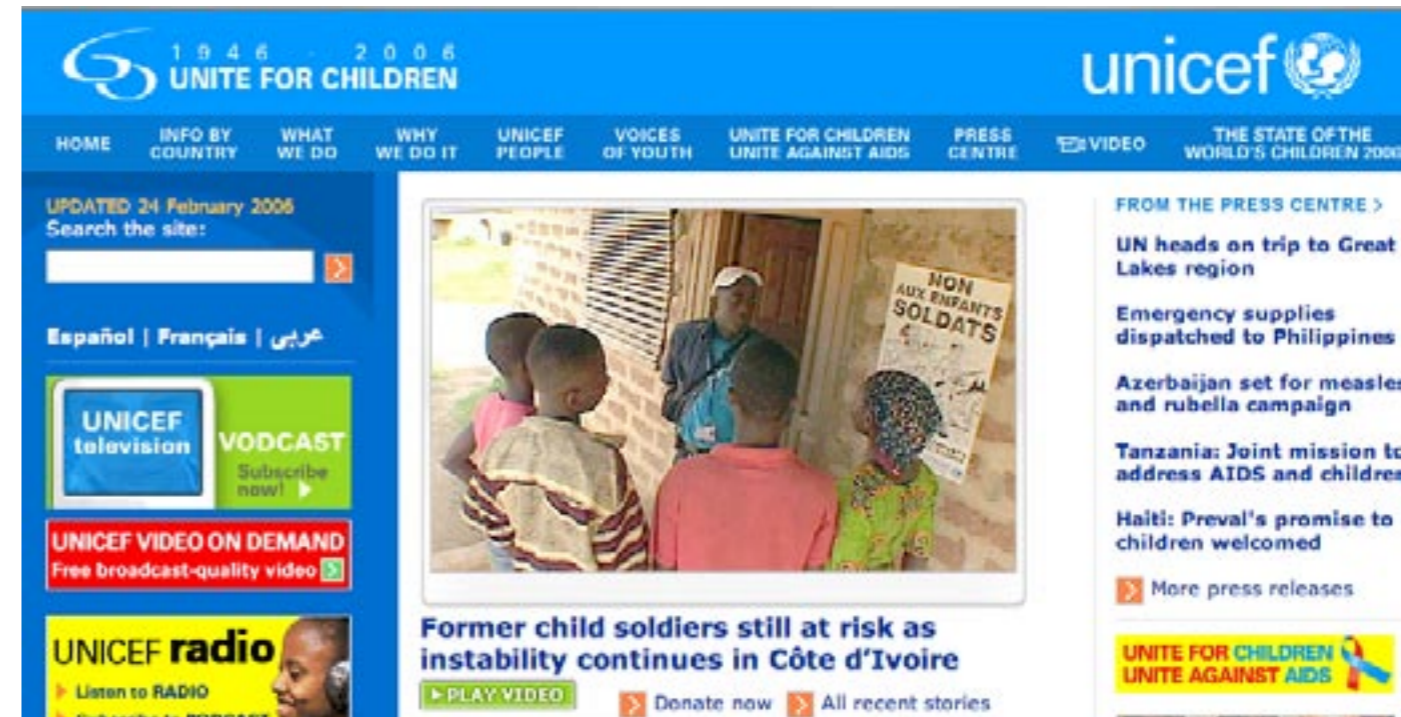 1946 - 2006
UNITE FOR CHILDREN
unicef
HOME
INFO BY
COUNTRY
WHAT
WE DO
WHY
WE DO IT
UNICEF
PEOPLE
VOICES
OF YOUTH
UNITE FOR CHILDREN
UNITE AGAINST AIDS
PRESS
CENTRE
VIDEO
THE STATE OF THE
WORLD'S CHILDREN 2006
UPDATED 24 February 2006
Search the site:
Español | Français | عربي
UNICEF
television
VODCAST
Subscribe
now!
UNICEF VIDEO ON DEMAND
Free broadcast-quality video
UNICEF radio
Listen to RADIO
Subscribe to PODCAST
NON
AUX ENFANTS
SOLDATS
Former child soldiers still at risk as
instability continues in Côte d'Ivoire
PLAY VIDEO
Donate now
All recent stories
FROM THE PRESS CENTRE >
UN heads on trip to Great
Lakes region
Emergency supplies
dispatched to Philippines
Azerbaijan set for measles
and rubella campaign
Tanzania: Joint mission to
address AIDS and children
Haiti: Preval's promise to
children welcomed
More press releases
UNITE FOR CHILDREN
UNITE AGAINST AIDS